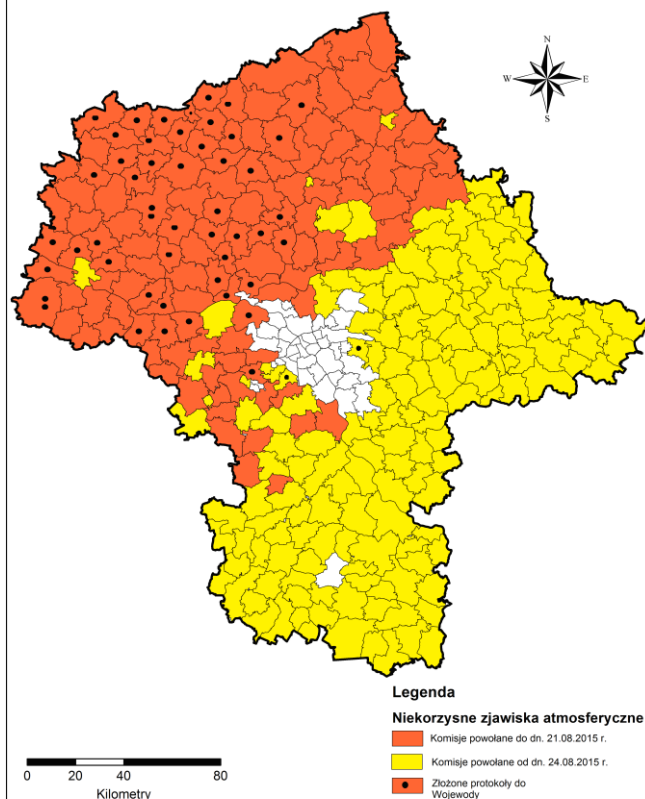 N
W E
S
Legenda
Niekorzysne zjawiska atmosferyczne
Komisje powołane do dn. 21.08.2015 r.
Komisje powołane od dn. 24.08.2015 r.
Złożone protokoły do
Wojewody
0 20 40 80
Kilometry